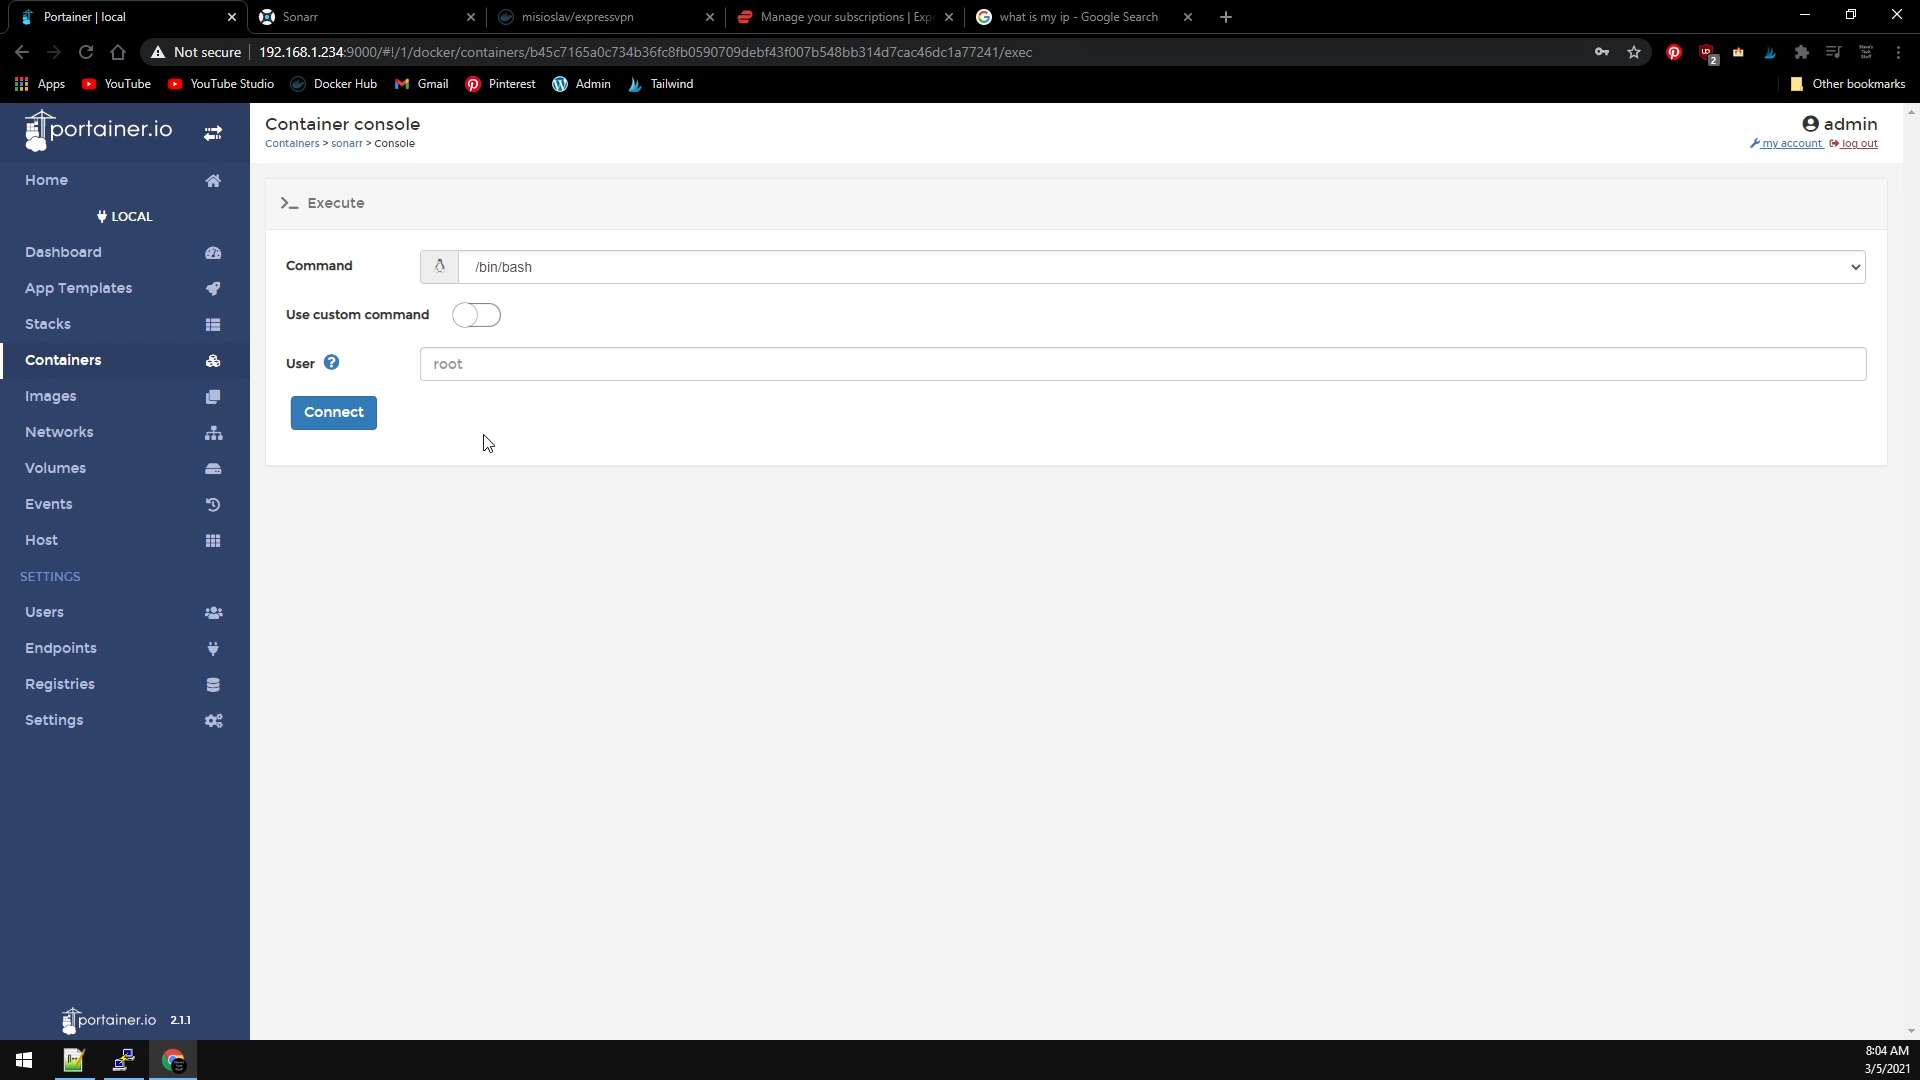 Portainer | local
Sonarr
misioslav/expressvpn
Manage your subscriptions | Exp
what is my ip - Google Search
Not secure
192.168.1.234:9000/#!/1/docker/containers/b45c7165a0c734b36fc8fb0590709debf43f007b548bb314d7cac46dc1a77241/exec
2
Apps
YouTube
YouTube Studio
Docker Hub
Gmail
Pinterest
Admin
Tailwind
Other bookmarks
portainer.io
Container console
Containers > sonarr > Console
admin
my account
log out
Home
LOCAL
Dashboard
App Templates
Stacks
Containers
Images
Networks
Volumes
Events
Host
SETTINGS
Users
Endpoints
Registries
Settings
portainer.io 2.1.1
>_ Execute
Command
/bin/bash
Use custom command
User
root
Connect
8:04 AM
3/5/2021